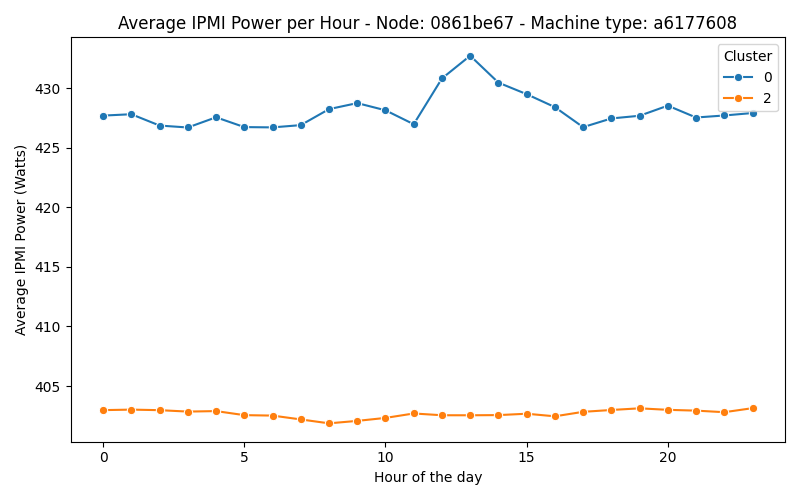 Average IPMI Power per Hour - Node: 0861be67 - Machine type: a6177608
Cluster
0
2
Average IPMI Power (Watts)
430
425
420
415
410
405
0 5 10 15 20
Hour of the day